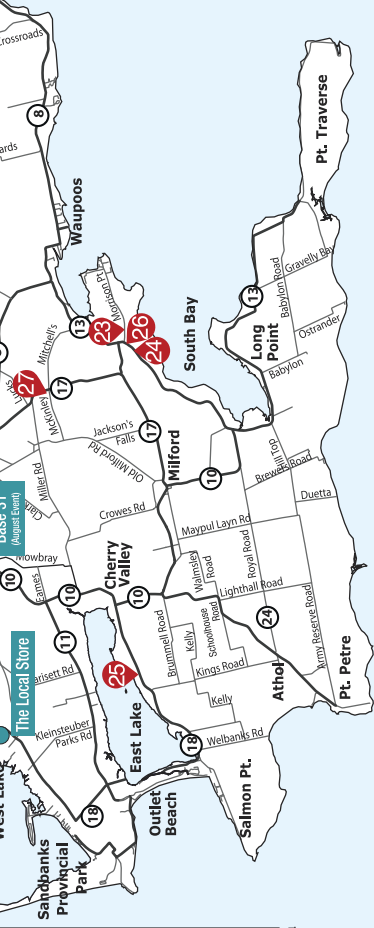 Crossroads
8
Waupoos
Pt. Traverse
Morrison Pt.
13
23
26
24
South Bay
13
Gravelly Bay
Babylon Road
Long
Point
Ostrander
Babylon
Mitchell's
27
McKinley
17
Jackson's
Falls
17
Old Milford Rd
Milford
Miller Rd
10
Hill Top
Brewers Road
Duetta
(August Event)
Crowes Rd
Maypul Layn Rd
Royal Road
Mowbray
10
Eames
Cherry
Valley
10
10
Walmsley
Road
Lighthall Road
24
Army Reserve Road
11
Brummell Road
Kelly
Schoolhouse
Road
Kings Road
Athol
Pt. Petre
The Local Store
25
Kelly
Kleinsteuber
Parks Rd
East Lake
18
Welbanks Rd
18
Outlet
Beach
Salmon Pt.
Sandbanks
Provincial
Park